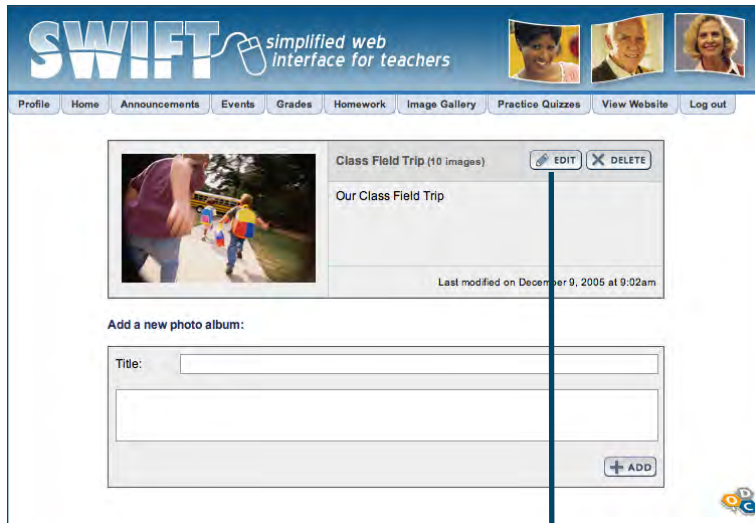 SWIFT simplified web
interface for teachers
Profile Home Announcements Events Grades Homework Image Gallery Practice Quizzes View Website Log out
Class Field Trip (10 images) EDIT DELETE
Our Class Field Trip
Last modified on December 9, 2005 at 9:02am
Add a new photo album:
Title:
ADD
O D C